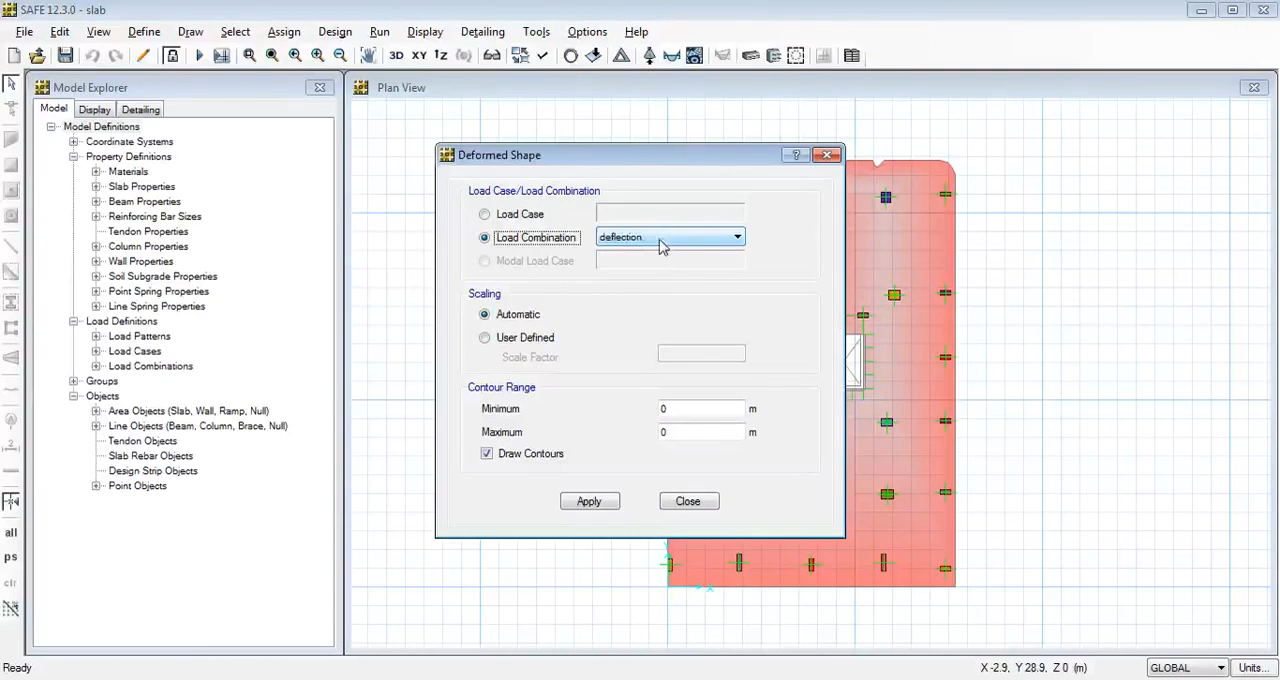 SAFE 12.3.0 - slab
File Edit View Define Draw Select Assign Design Run Display Detailing Tools Options Help
3D XY
Model Explorer
Plan View
Model Display Detailing
Model Definitions
Coordinate Systems
Property Definitions
Materials
Slab Properties
Beam Properties
Reinforcing Bar Sizes
Tendon Properties
Column Properties
Wall Properties
Soil Subgrade Properties
Point Spring Properties
Line Spring Properties
Load Definitions
Load Patterns
Load Cases
Load Combinations
Groups
Objects
Area Objects (Slab, Wall, Ramp, Null)
Line Objects (Beam, Column, Brace, Null)
Tendon Objects
Slab Rebar Objects
Design Strip Objects
Point Objects
all
ps
clr
Deformed Shape
Load Case/Load Combination
Load Case
Load Combination deflection
Modal Load Case
Scaling
Automatic
User Defined
Scale Factor
Contour Range
Minimum 0 m
Maximum 0 m
Draw Contours
Apply Close
X
Ready X -2.9, Y 28.9, Z 0 (m) GLOBAL Units...